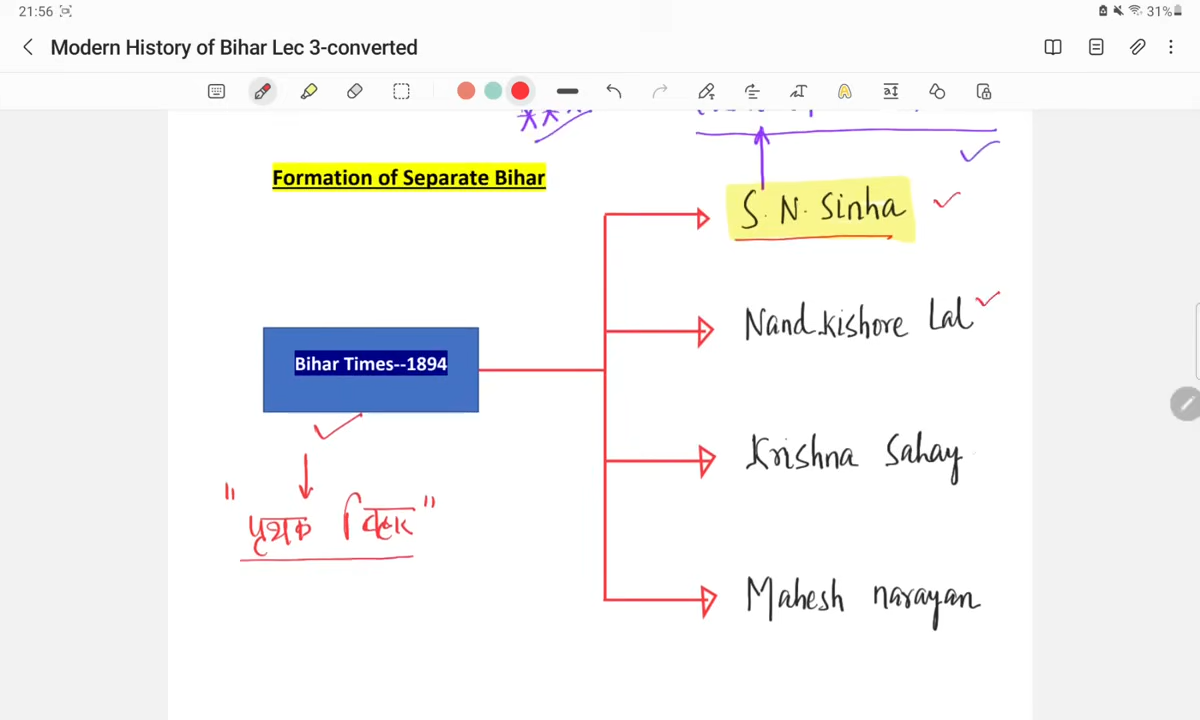 21:56
31%
Modern History of Bihar Lec 3-converted
Formation of Separate Bihar
S. N. Sinha
Nand kishore Lal
Bihar Times--1894
Krishna Sahay
"पृथक बिहार"
Mahesh narayan